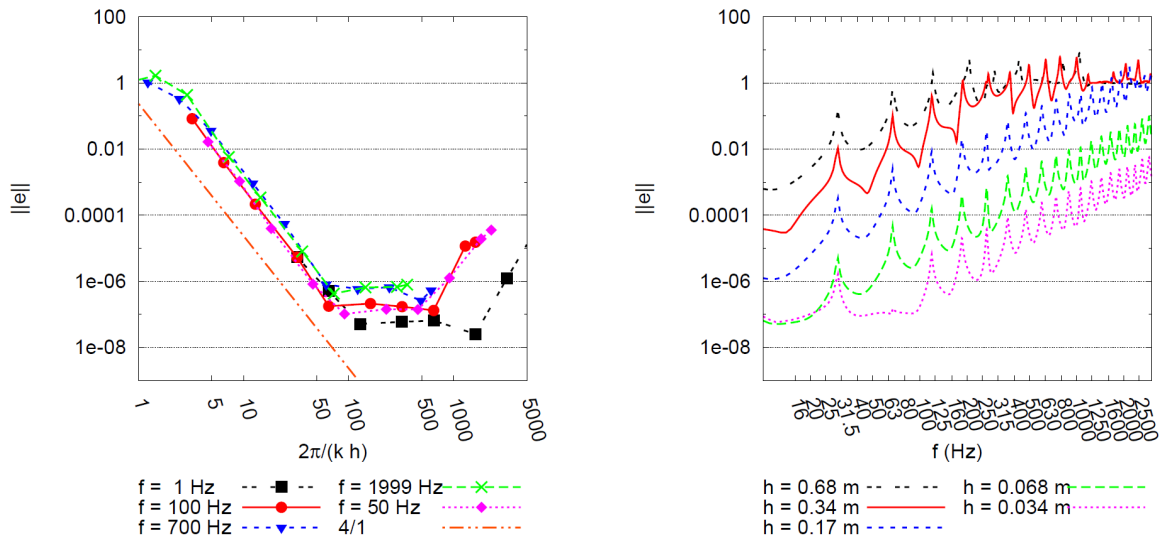 100
1
0.01
0.0001
1e-06
1e-08
||e||
1 5 10 50 100 500 1000 5000
2π/(k h)
f = 1 Hz
f = 100 Hz
f = 700 Hz
f = 1999 Hz
f = 50 Hz
4/1
100
1
0.01
0.0001
1e-06
1e-08
||e||
16 20 25 31.5 40 50 63 80 100 125 160 200 250 315 400 500 630 800 1000 1250 1600 2000 2500
f (Hz)
h = 0.68 m
h = 0.34 m
h = 0.17 m
h = 0.068 m
h = 0.034 m